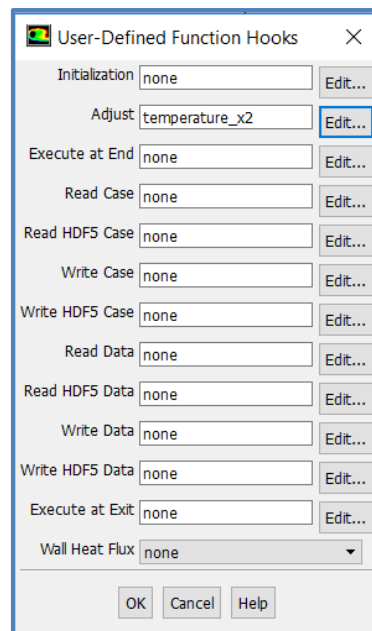 User-Defined Function Hooks
Initialization none Edit...
Adjust temperature_x2 Edit...
Execute at End none Edit...
Read Case none Edit...
Read HDF5 Case none Edit...
Write Case none Edit...
Write HDF5 Case none Edit...
Read Data none Edit...
Read HDF5 Data none Edit...
Write Data none Edit...
Write HDF5 Data none Edit...
Execute at Exit none Edit...
Wall Heat Flux none
OK Cancel Help